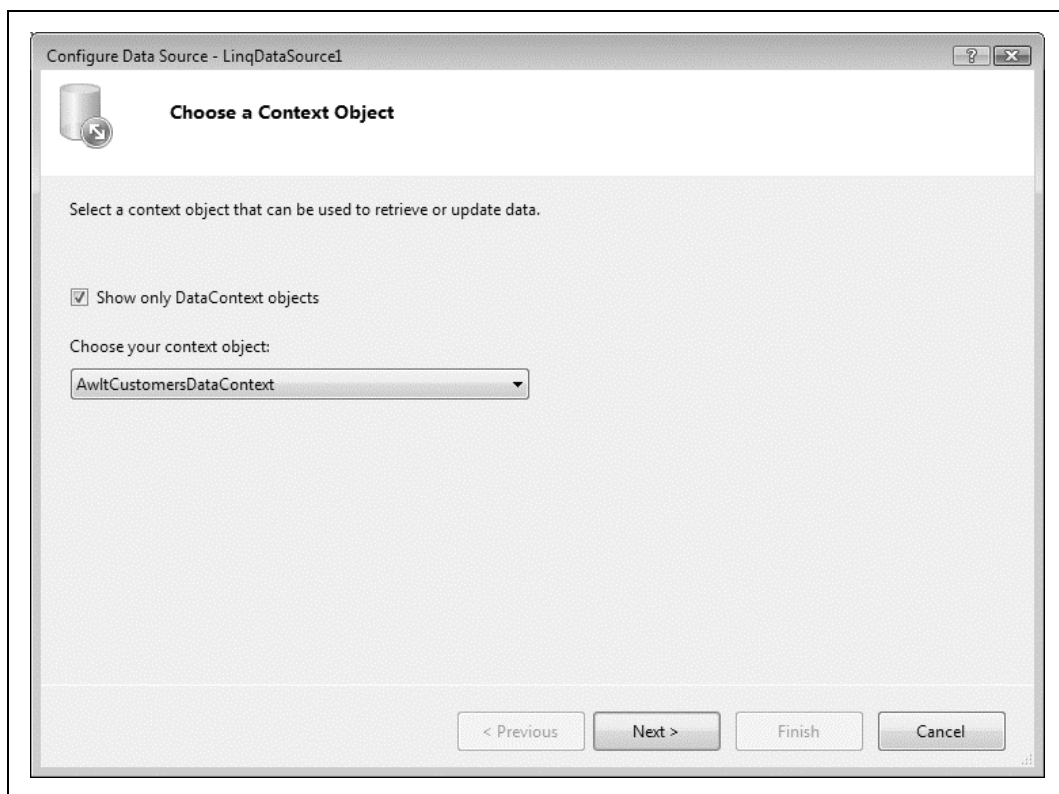 Configure Data Source - LinqDataSource1
Choose a Context Object
Select a context object that can be used to retrieve or update data.
Show only DataContext objects
Choose your context object:
AwltCustomersDataContext
< Previous
Next >
Finish
Cancel